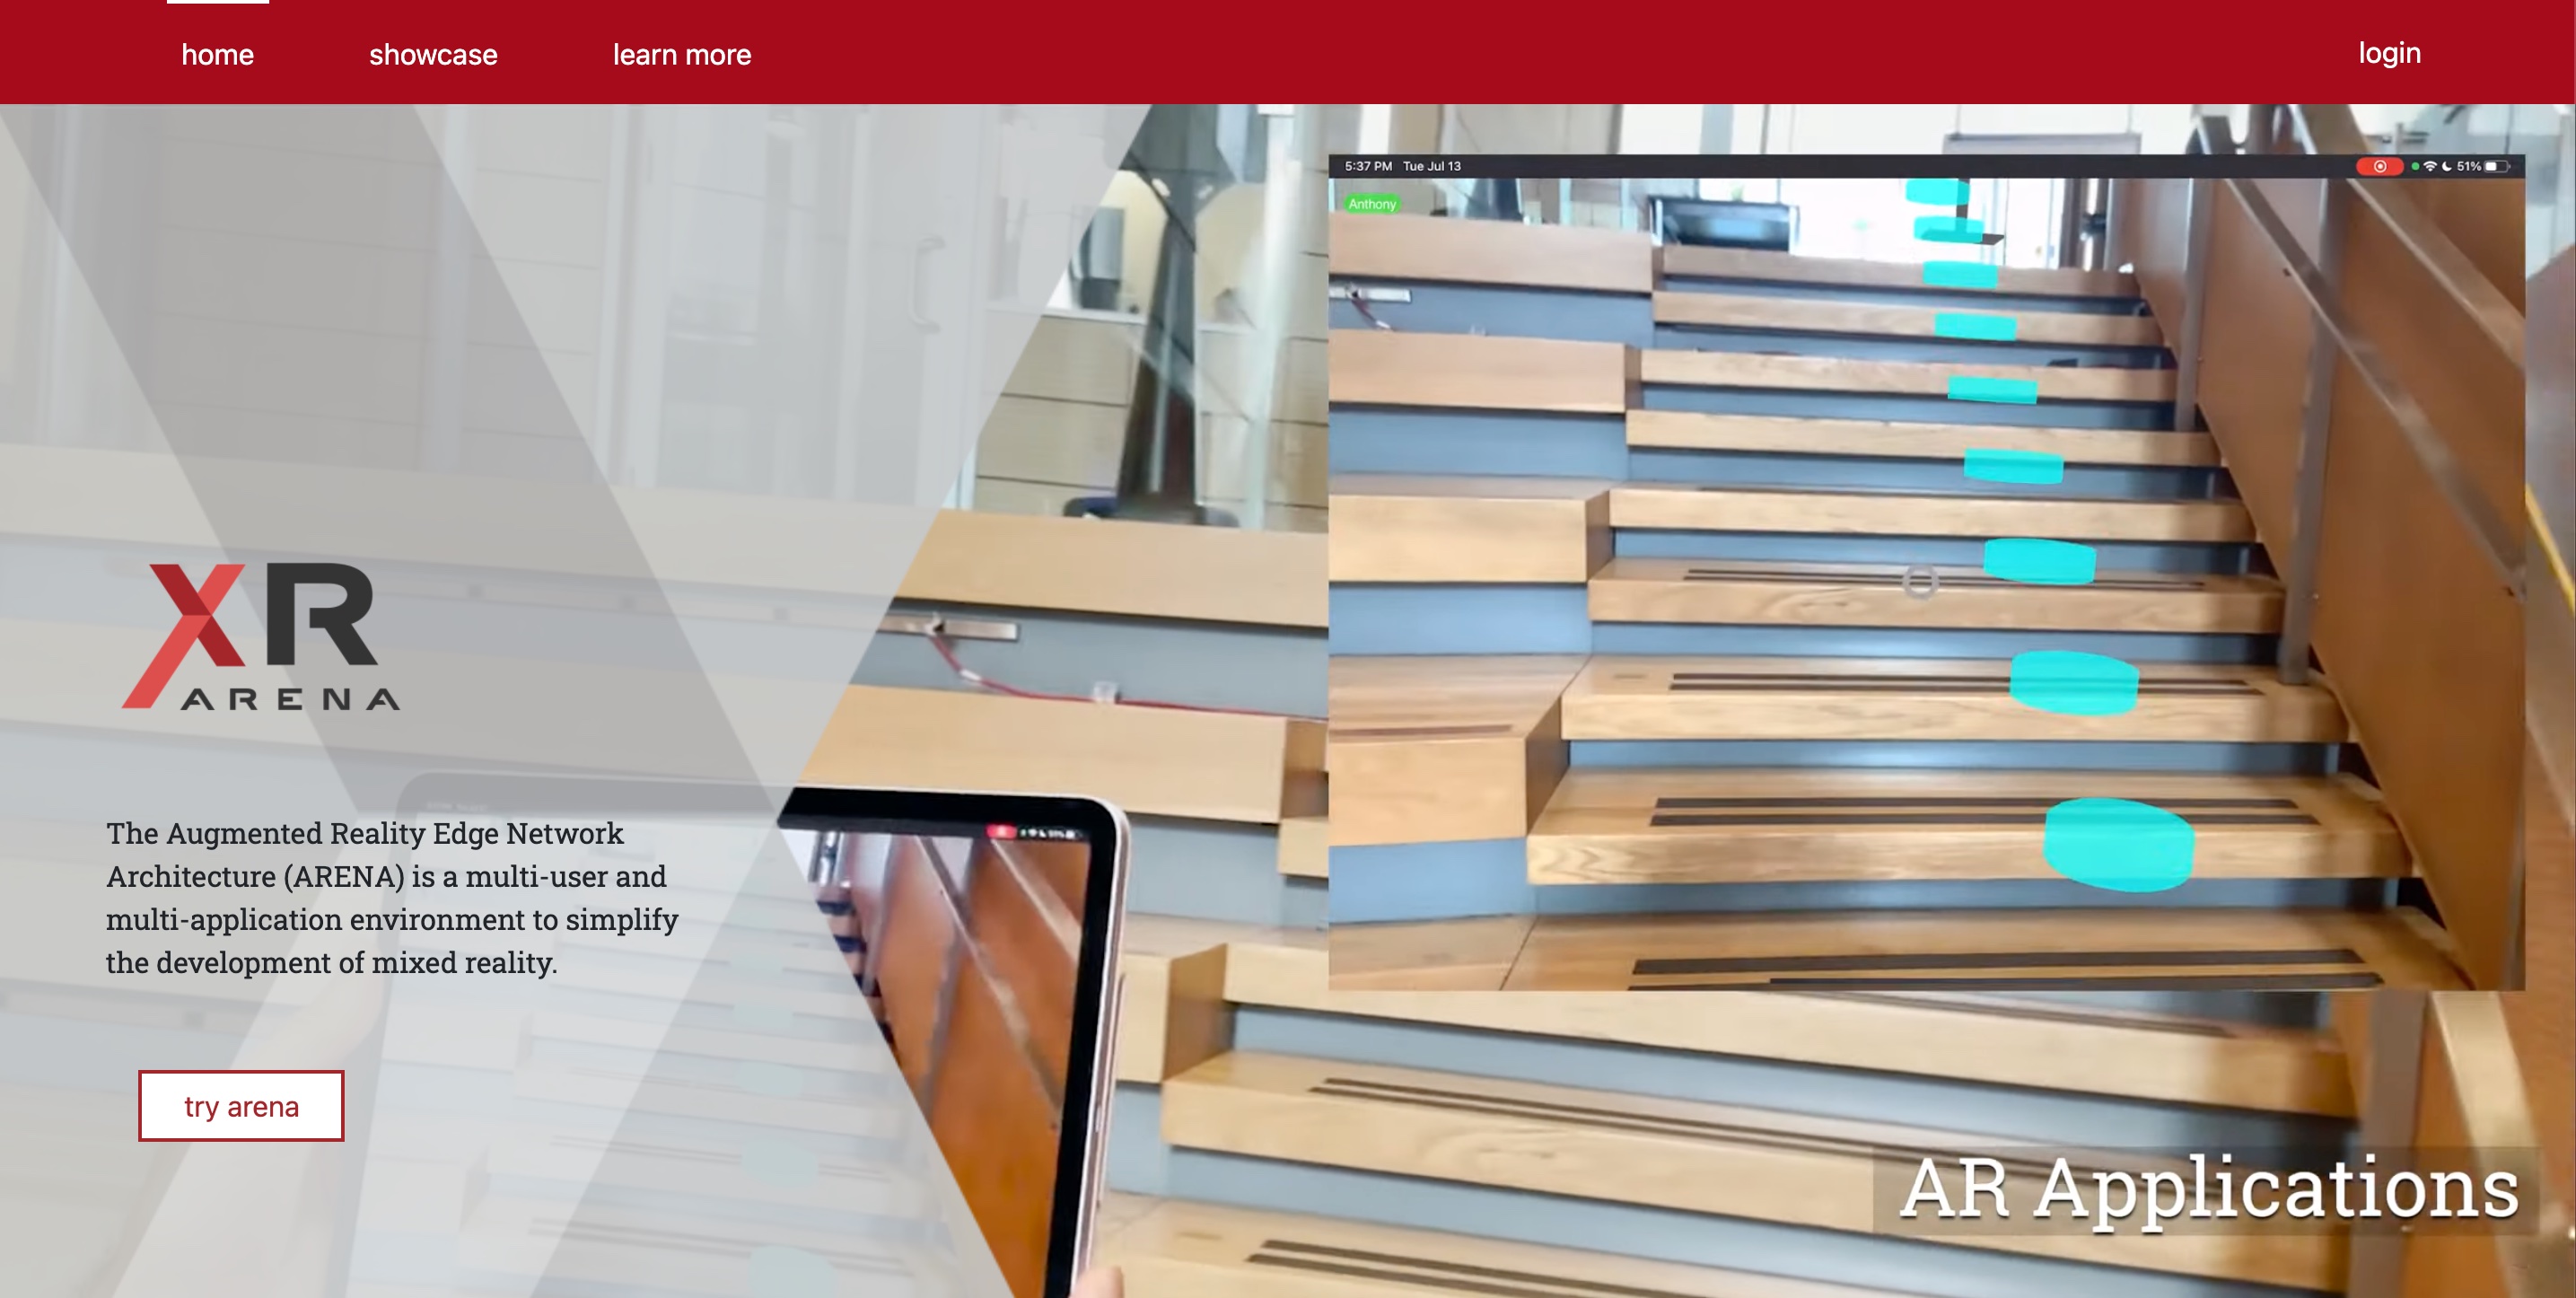 home
showcase
learn more
login
5:37 PM Tue Jul 13
51%
Anthony
XR
ARENA
The Augmented Reality Edge Network
Architecture (ARENA) is a multi-user and
multi-application environment to simplify
the development of mixed reality.
try arena
AR Applications